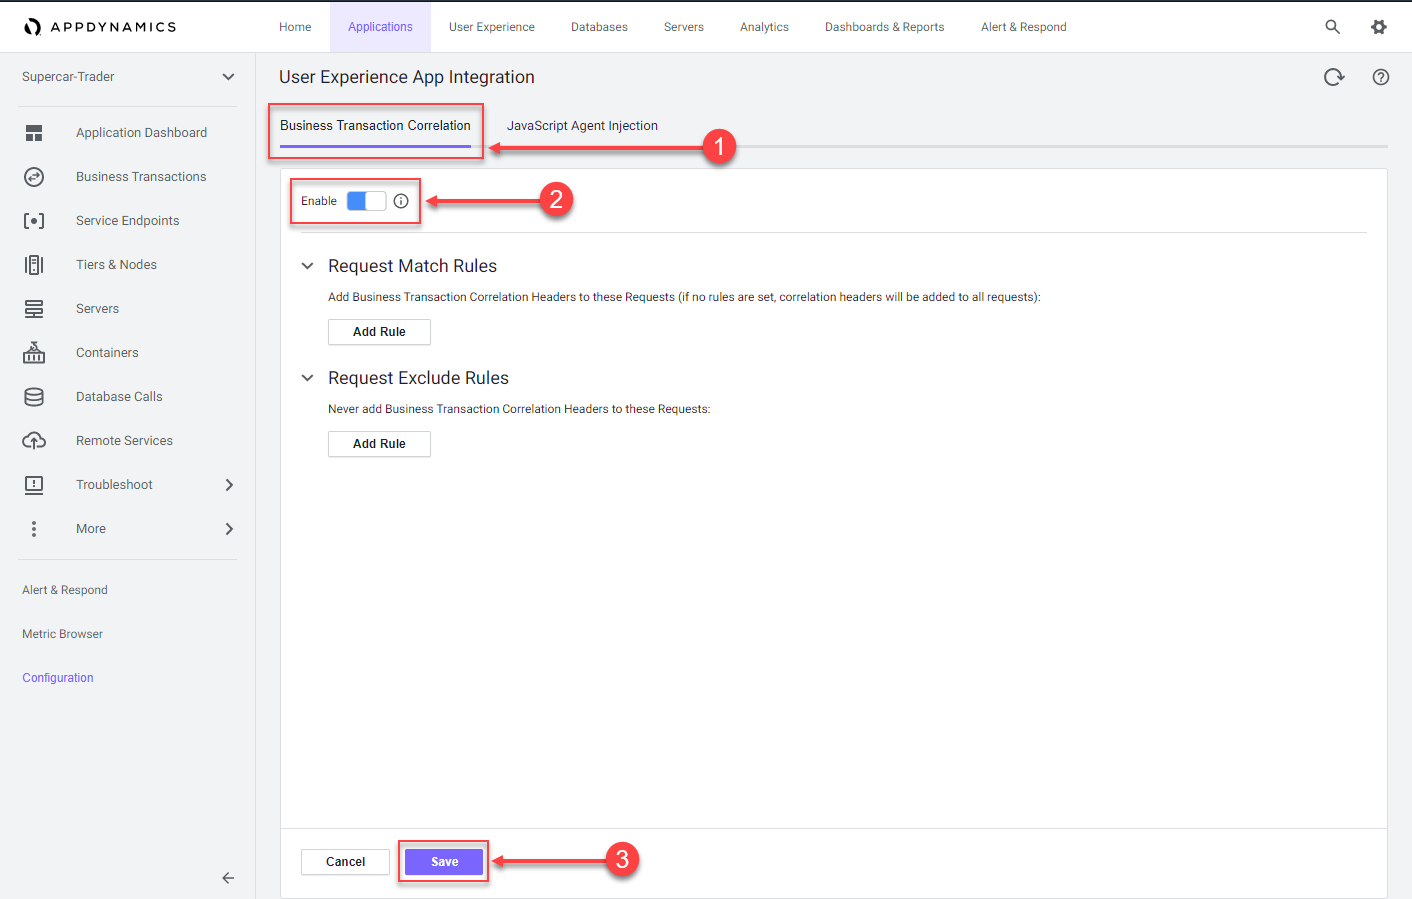 APPDYNAMICS
Home
Applications
User Experience
Databases
Servers
Analytics
Dashboards & Reports
Alert & Respond
Supercar-Trader
Application Dashboard
Business Transactions
Service Endpoints
Tiers & Nodes
Servers
Containers
Database Calls
Remote Services
Troubleshoot
More
Alert & Respond
Metric Browser
Configuration
User Experience App Integration
Business Transaction Correlation
JavaScript Agent Injection
1
Enable
2
Request Match Rules
Add Business Transaction Correlation Headers to these Requests (if no rules are set, correlation headers will be added to all requests):
Add Rule
Request Exclude Rules
Never add Business Transaction Correlation Headers to these Requests:
Add Rule
Cancel
Save
3